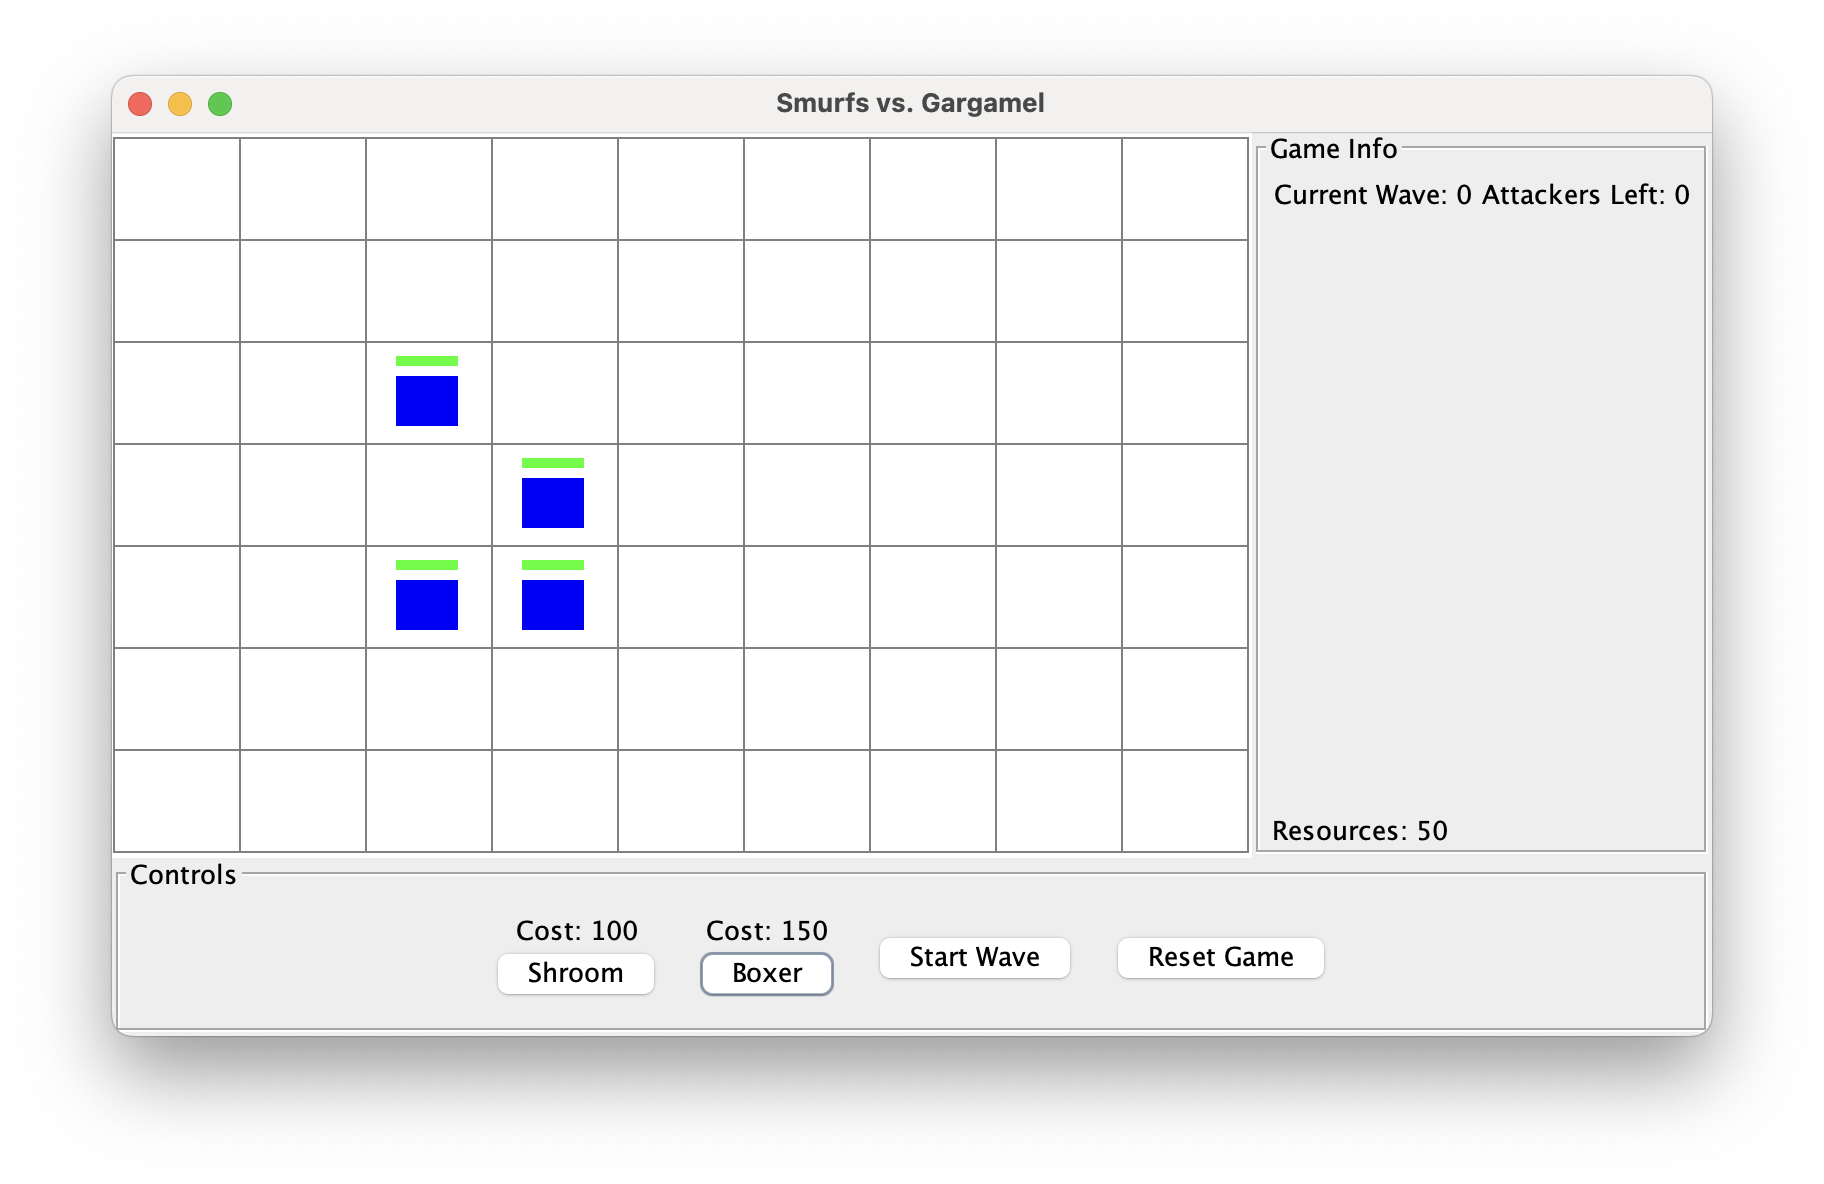 Smurfs vs. Gargamel
Game Info
Current Wave: 0 Attackers Left: 0
Resources: 50
Controls
Cost: 100
Shroom
Cost: 150
Boxer
Start Wave
Reset Game